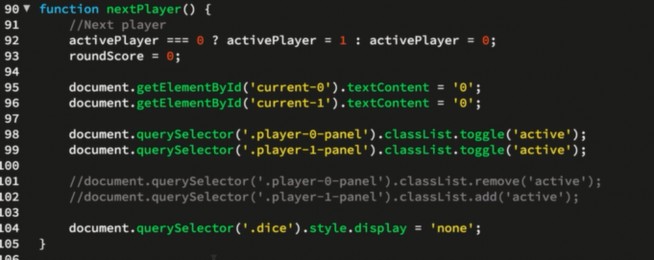 90 function nextPlayer() {
91 //Next player
92 activePlayer === 0 ? activePlayer = 1 : activePlayer = 0;
93 roundScore = 0;
94
95 document.getElementById('current-0').textContent = '0';
96 document.getElementById('current-1').textContent = '0';
97
98 document.querySelector('.player-0-panel').classList.toggle('active');
99 document.querySelector('.player-1-panel').classList.toggle('active');
100
101 //document.querySelector('.player-0-panel').classList.remove('active');
102 //document.querySelector('.player-1-panel').classList.add('active');
103
104 document.querySelector('.dice').style.display = 'none';
105 }
106